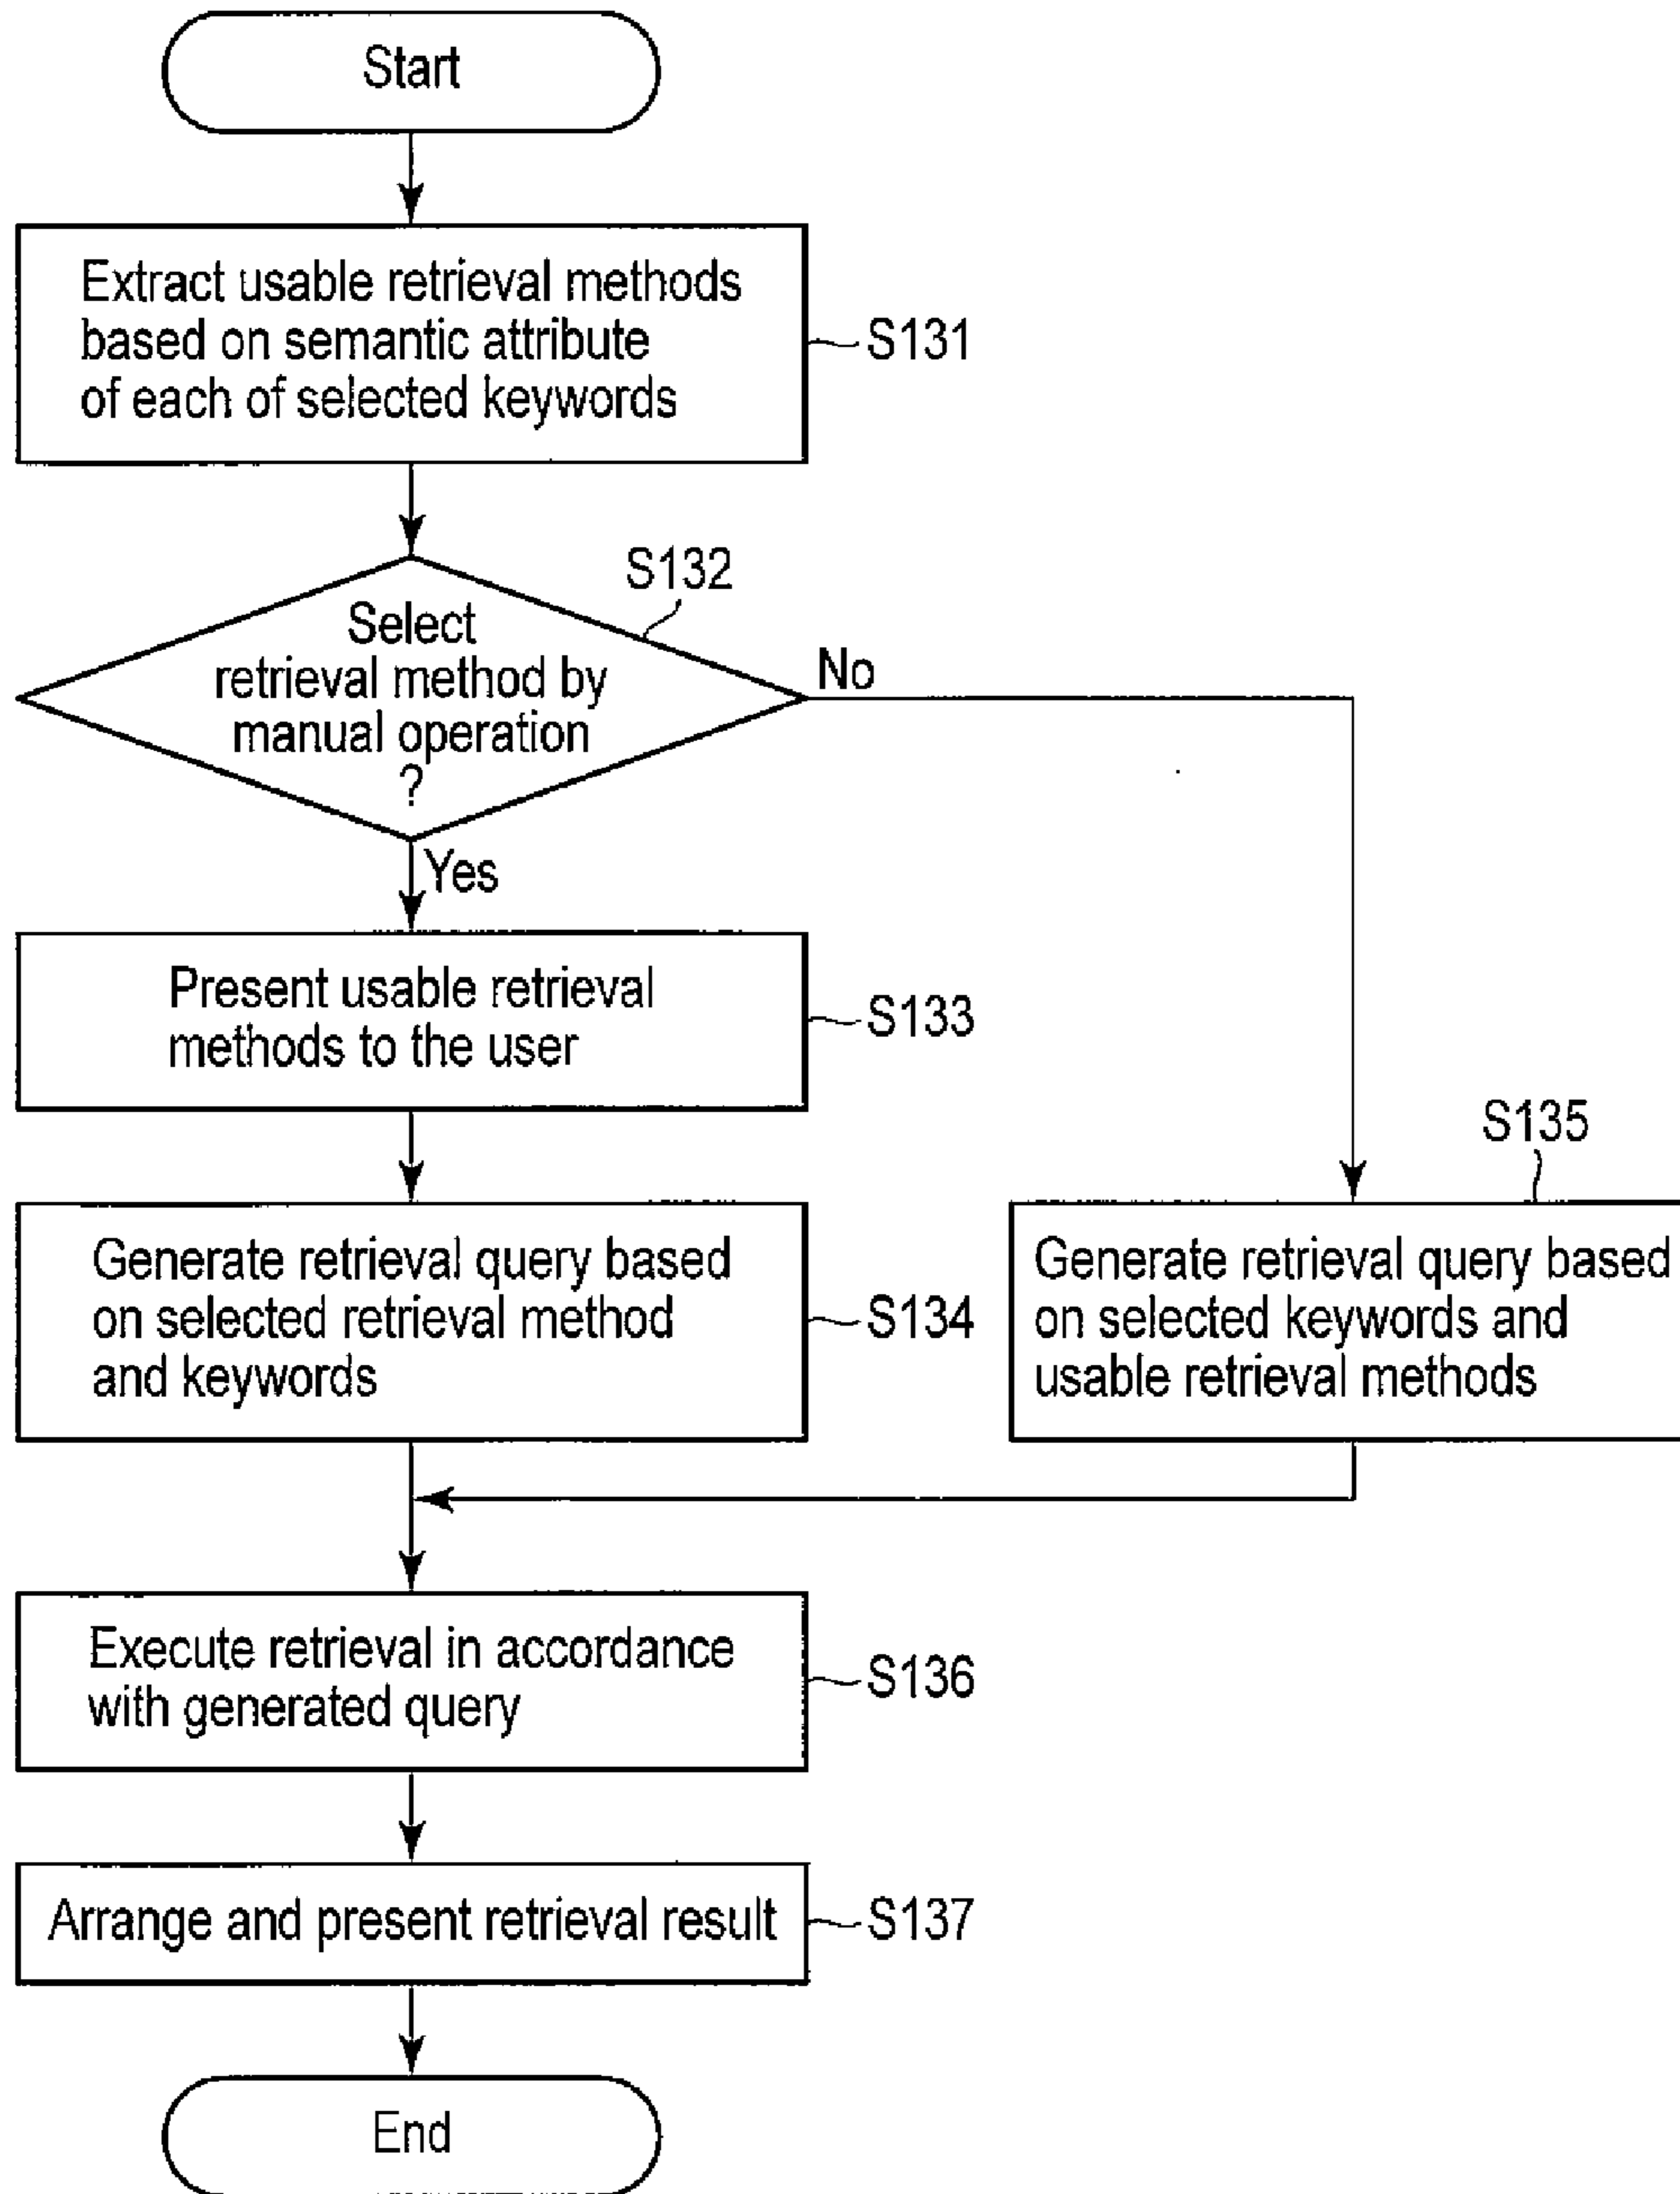 Start
Extract usable retrieval methods
based on semantic attribute
of each of selected keywords
S131
S132
Select
retrieval method by
manual operation
?
No
Yes
Present usable retrieval
methods to the user
S133
Generate retrieval query based
on selected retrieval method
and keywords
S134
S135
Generate retrieval query based
on selected keywords and
usable retrieval methods
Execute retrieval in accordance
with generated query
S136
Arrange and present retrieval result
S137
End